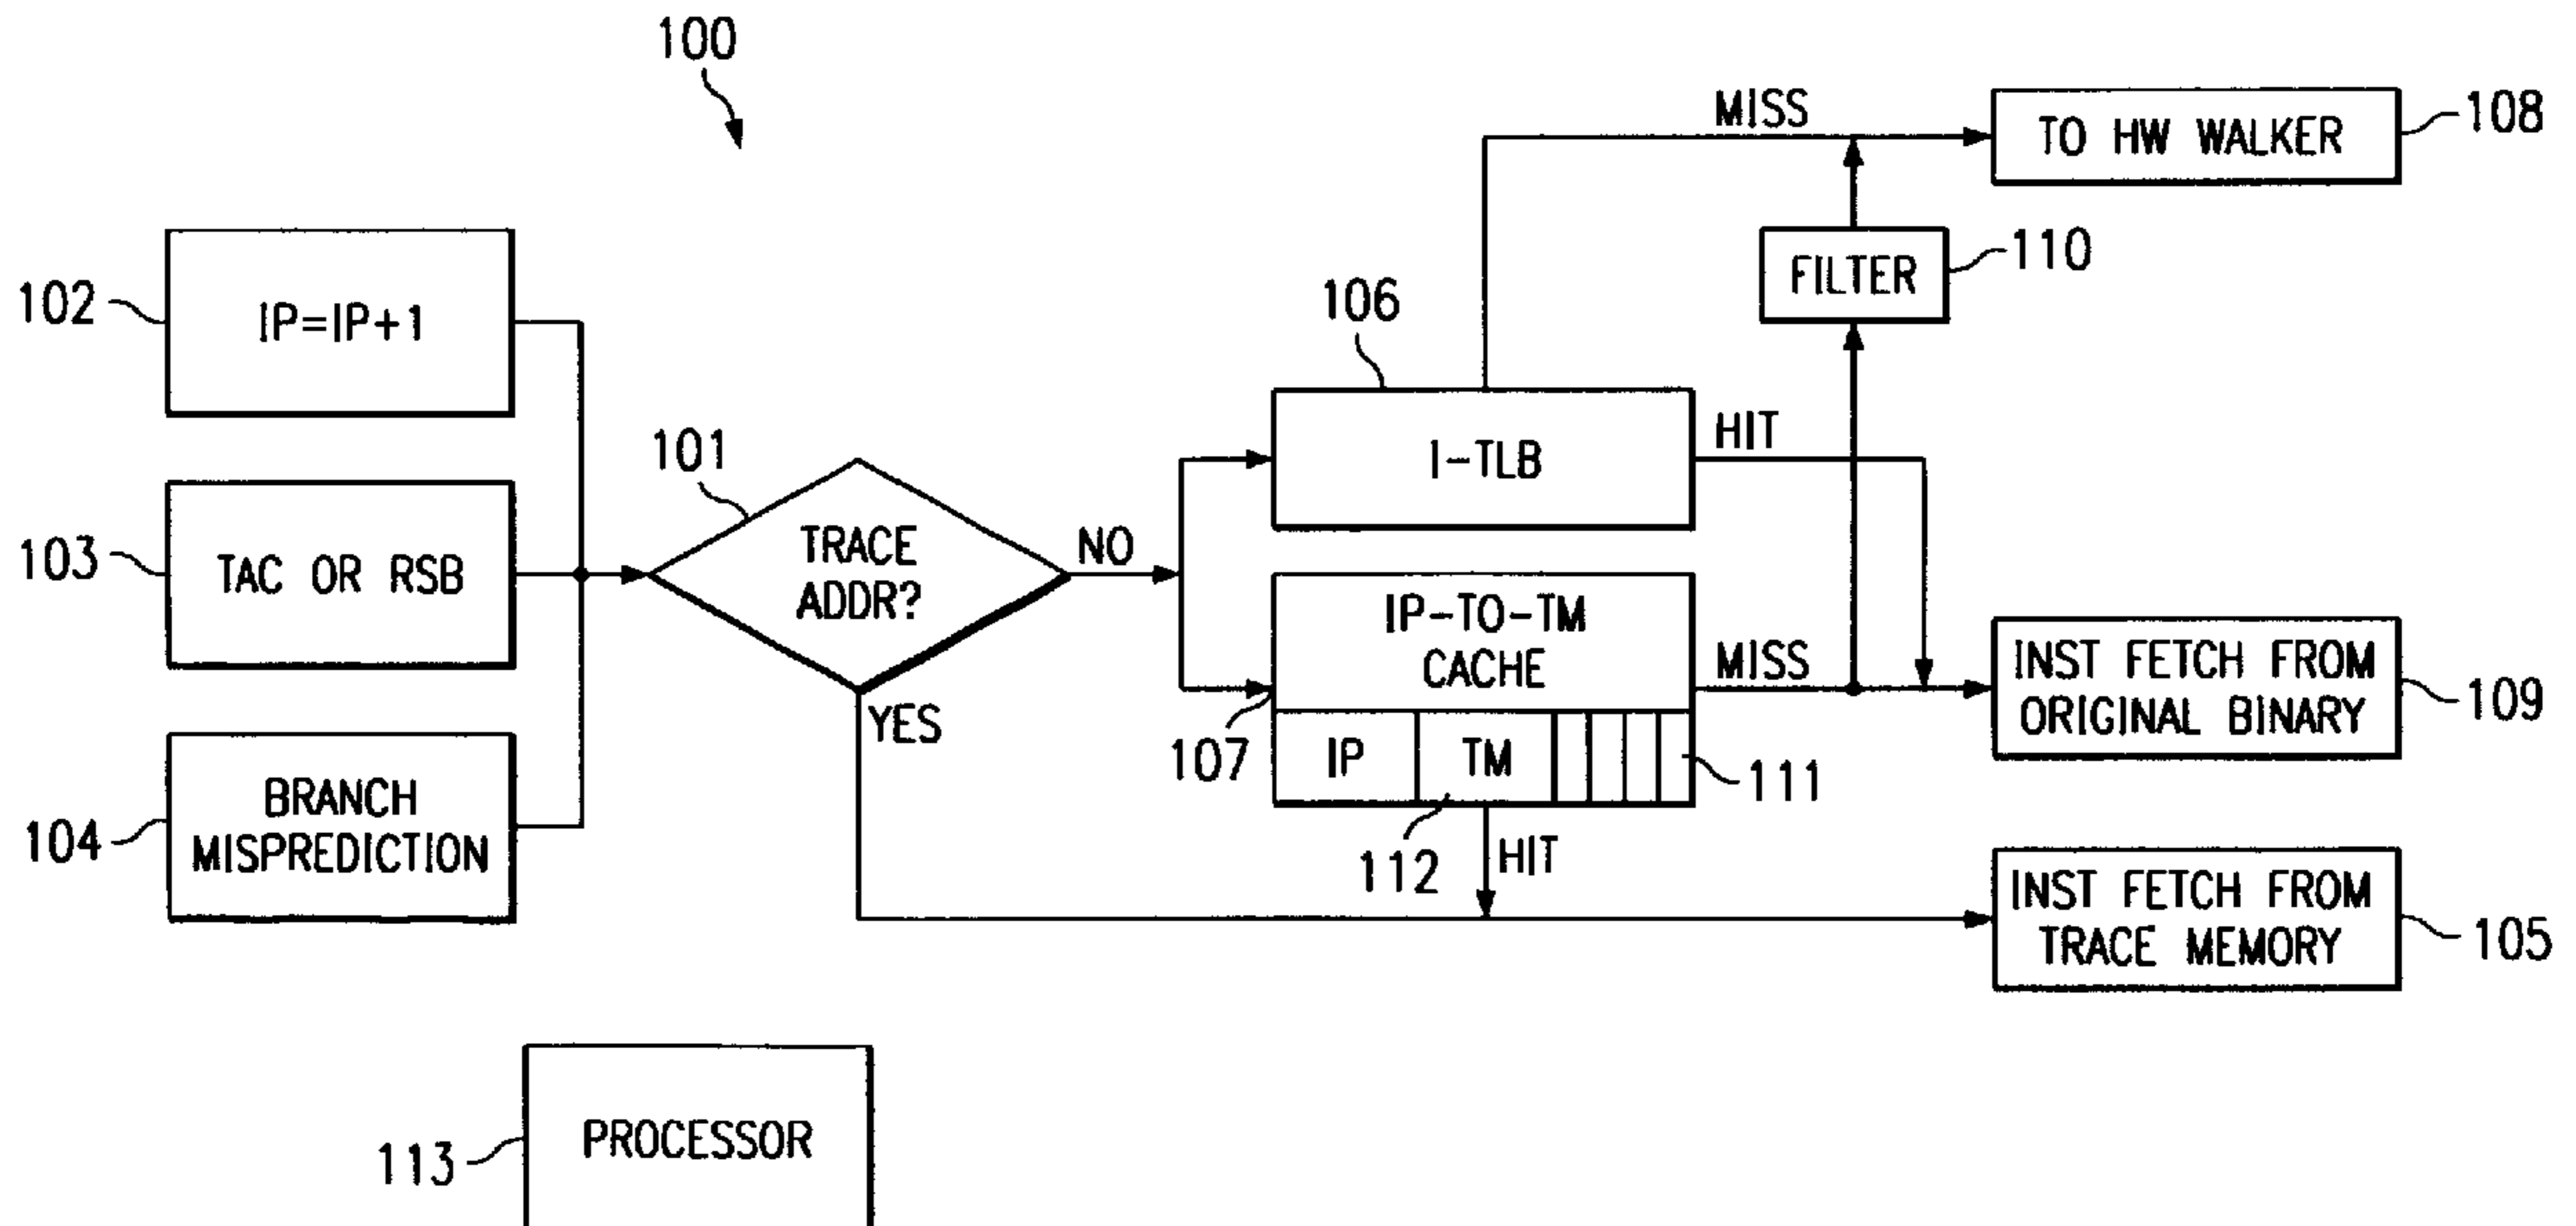 100
MISS
TO HW WALKER
108
102
IP=IP+1
FILTER
110
106
103
TAC OR RSB
101
TRACE
ADDR?
NO
YES
I-TLB
HIT
104
BRANCH
MISPREDICTION
107
IP-TO-TM
CACHE
IP
TM
111
112
MISS
HIT
INST FETCH FROM
ORIGINAL BINARY
109
INST FETCH FROM
TRACE MEMORY
105
113
PROCESSOR